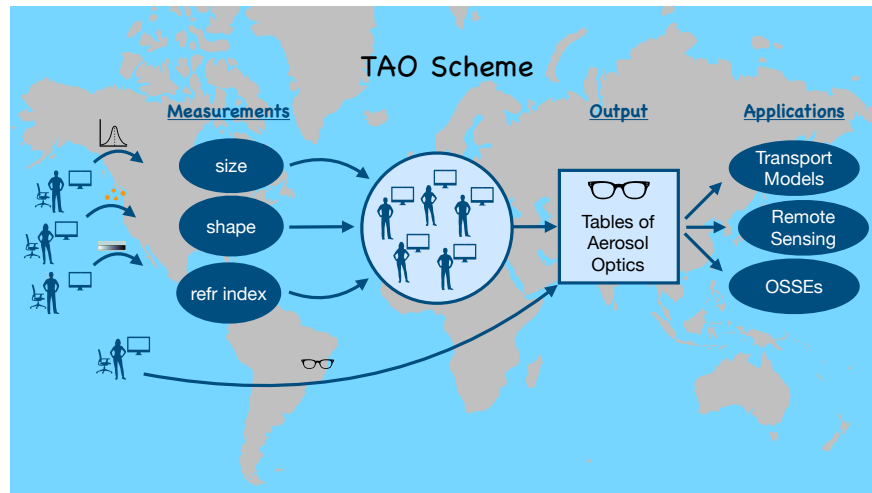 TAO Scheme
Measurements
Output
Applications
size
shape
refr index
Tables of
Aerosol
Optics
Transport
Models
Remote
Sensing
OSSEs